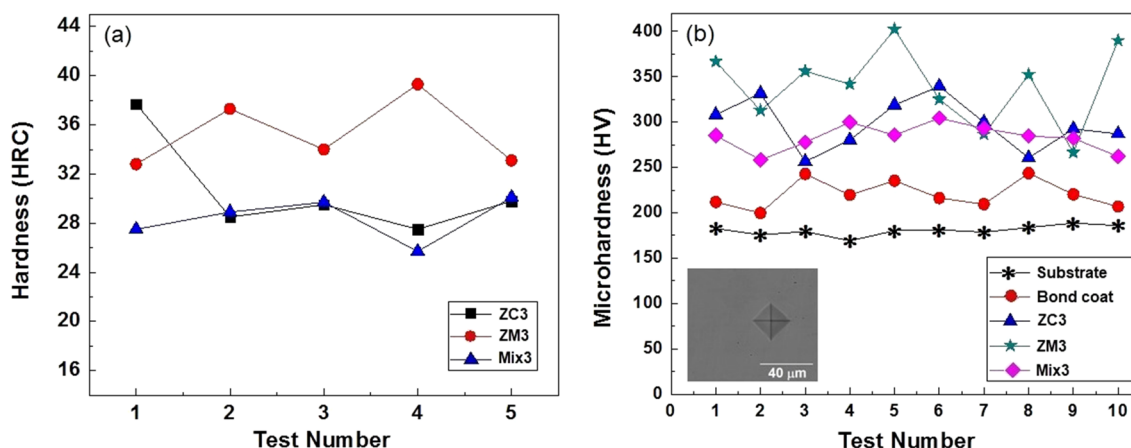 (a)
Hardness (HRC)
44
40
36
32
28
24
20
16
1 2 3 4 5
Test Number
ZC3
ZM3
Mix3
(b)
Microhardness (HV)
400
350
300
250
200
150
100
50
0
0 1 2 3 4 5 6 7 8 9 10
Test Number
Substrate
Bond coat
ZC3
ZM3
Mix3
40 μm